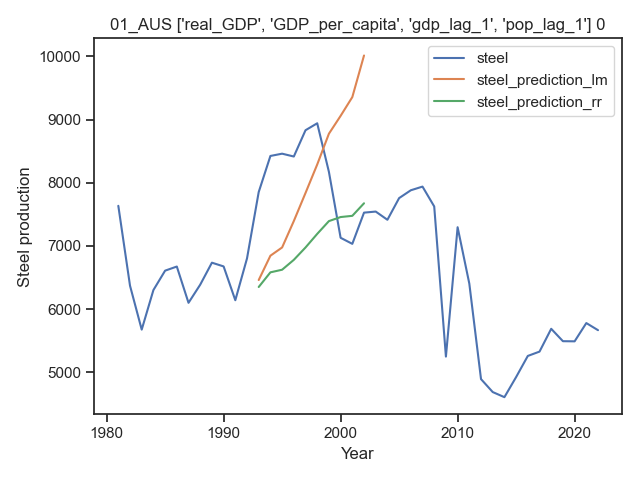 01_AUS ['real_GDP', 'GDP_per_capita', 'gdp_lag_1', 'pop_lag_1'] 0
steel
steel_prediction_lm
steel_prediction_rr
10000
9000
8000
7000
6000
5000
Steel production
1980 1990 2000 2010 2020
Year